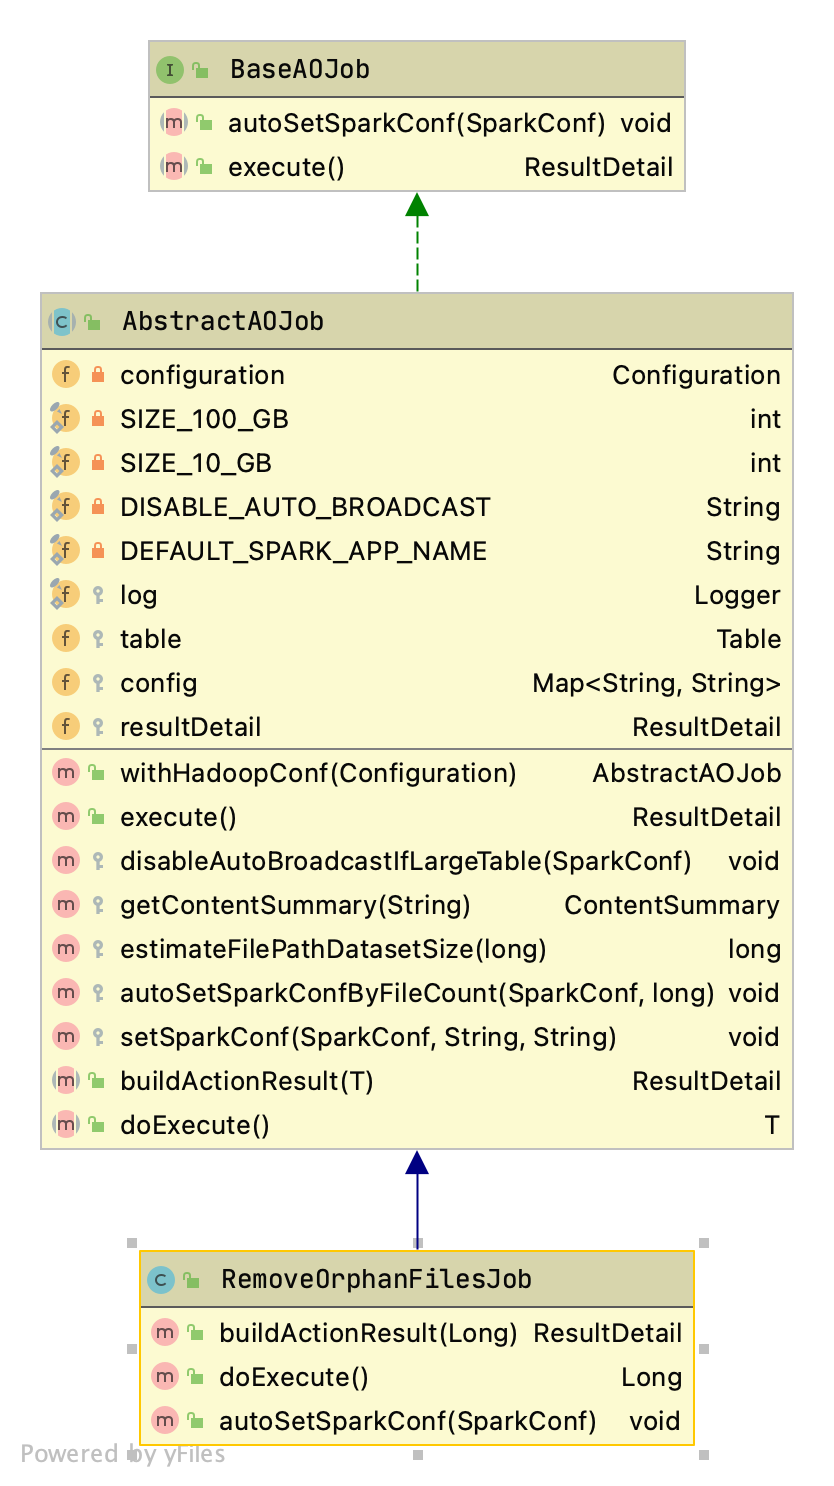 I BaseAOJob
m autoSetSparkConf(SparkConf) void
m execute() ResultDetail
C AbstractAOJob
f configuration Configuration
f SIZE_100_GB int
f SIZE_10_GB int
f DISABLE_AUTO_BROADCAST String
f DEFAULT_SPARK_APP_NAME String
f log Logger
f table Table
f config Map<String, String>
f resultDetail ResultDetail
m withHadoopConf(Configuration) AbstractAOJob
m execute() ResultDetail
m disableAutoBroadcastIfLargeTable(SparkConf) void
m getContentSummary(String) ContentSummary
m estimateFilePathDatasetSize(long) long
m autoSetSparkConfByFileCount(SparkConf, long) void
m setSparkConf(SparkConf, String, String) void
m buildActionResult(T) ResultDetail
m doExecute() T
C RemoveOrphanFilesJob
m buildActionResult(Long) ResultDetail
m doExecute() Long
m autoSetSparkConf(SparkConf) void
Powered by yFiles